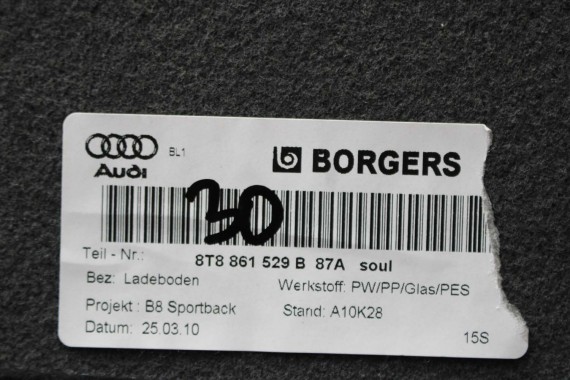 BL1
BORGERS
Audi
30
Teil - Nr.: 8T8 861 529 B 87A soul
Bez: Ladeboden Werkstoff: PW/PP/Glas/PES
Projekt : B8 Sportback Stand: A10K28
Datum: 25.03.10 15S